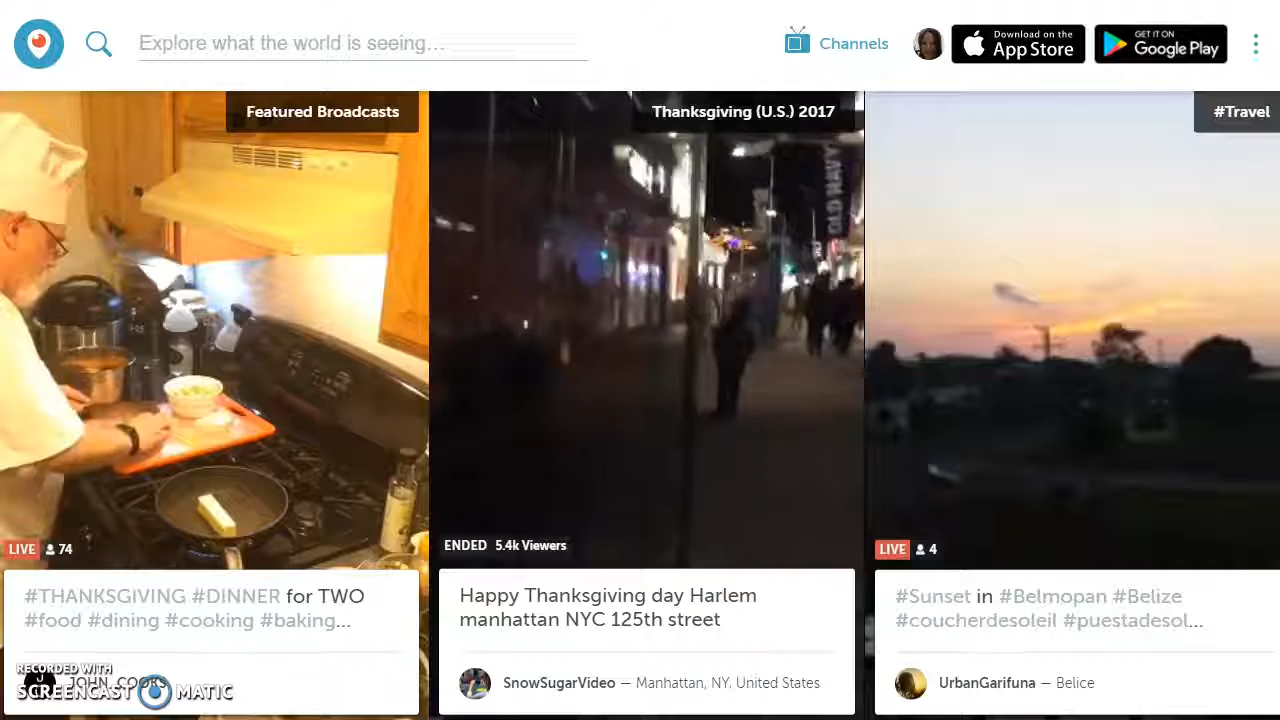 Explore what the world is seeing...
Channels
Download on the
App Store
GET IT ON
Google Play
Featured Broadcasts
Thanksgiving (U.S.) 2017
#Travel
OLD NAVY
LIVE 74
ENDED 5.4k Viewers
LIVE 4
#THANKSGIVING #DINNER for TWO
#food #dining #cooking #baking...
Happy Thanksgiving day Harlem
manhattan NYC 125th street
#Sunset in #Belmopan #Belize
#coucherdesoleil #puestadesol...
RECORDED WITH
SCREENCAST MATIC
J
JOHN_COOKS
SnowSugarVideo — Manhattan, NY, United States
UrbanGarifuna — Belice